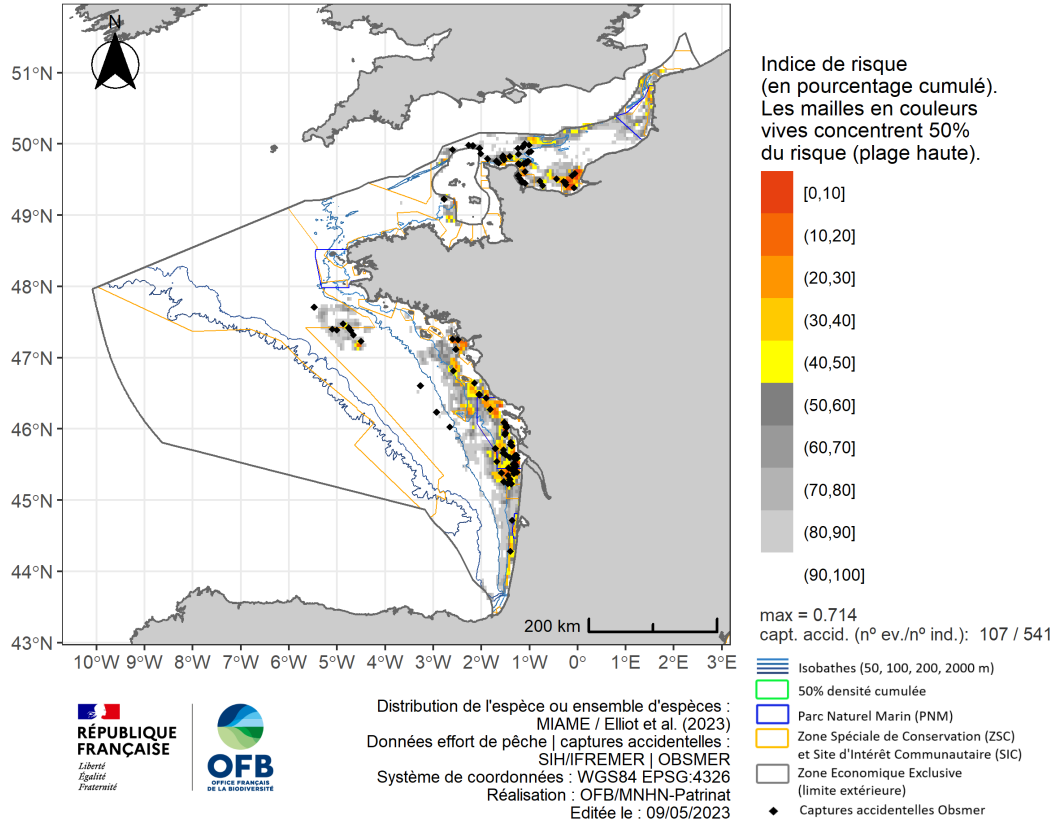 N
51°N
50°N
49°N
48°N
47°N
46°N
45°N
44°N
43°N
10°W 9°W 8°W 7°W 6°W 5°W 4°W 3°W 2°W 1°W 0° 1°E 2°E 3°E
200 km
Indice de risque
(en pourcentage cumulé).
Les mailles en couleurs
vives concentrent 50%
du risque (plage haute).
[0,10]
(10,20]
(20,30]
(30,40]
(40,50]
(50,60]
(60,70]
(70,80]
(80,90]
(90,100]
max = 0.714
capt. accid. (nº ev./nº ind.): 107 / 541
Isobathes (50, 100, 200, 2000 m)
50% densité cumulée
Parc Naturel Marin (PNM)
Zone Spéciale de Conservation (ZSC)
et Site d'Intérêt Communautaire (SIC)
Zone Economique Exclusive
(limite extérieure)
Captures accidentelles Obsmer
RÉPUBLIQUE
FRANÇAISE
Liberté
Égalité
Fraternité
OFB
OFFICE FRANÇAIS
DE LA BIODIVERSITÉ
Distribution de l'espèce ou ensemble d'espèces :
MIAME / Elliot et al. (2023)
Données effort de pêche | captures accidentelles :
SIH/IFREMER | OBSMER
Système de coordonnées : WGS84 EPSG:4326
Réalisation : OFB/MNHN-Patrinat
Editée le : 09/05/2023